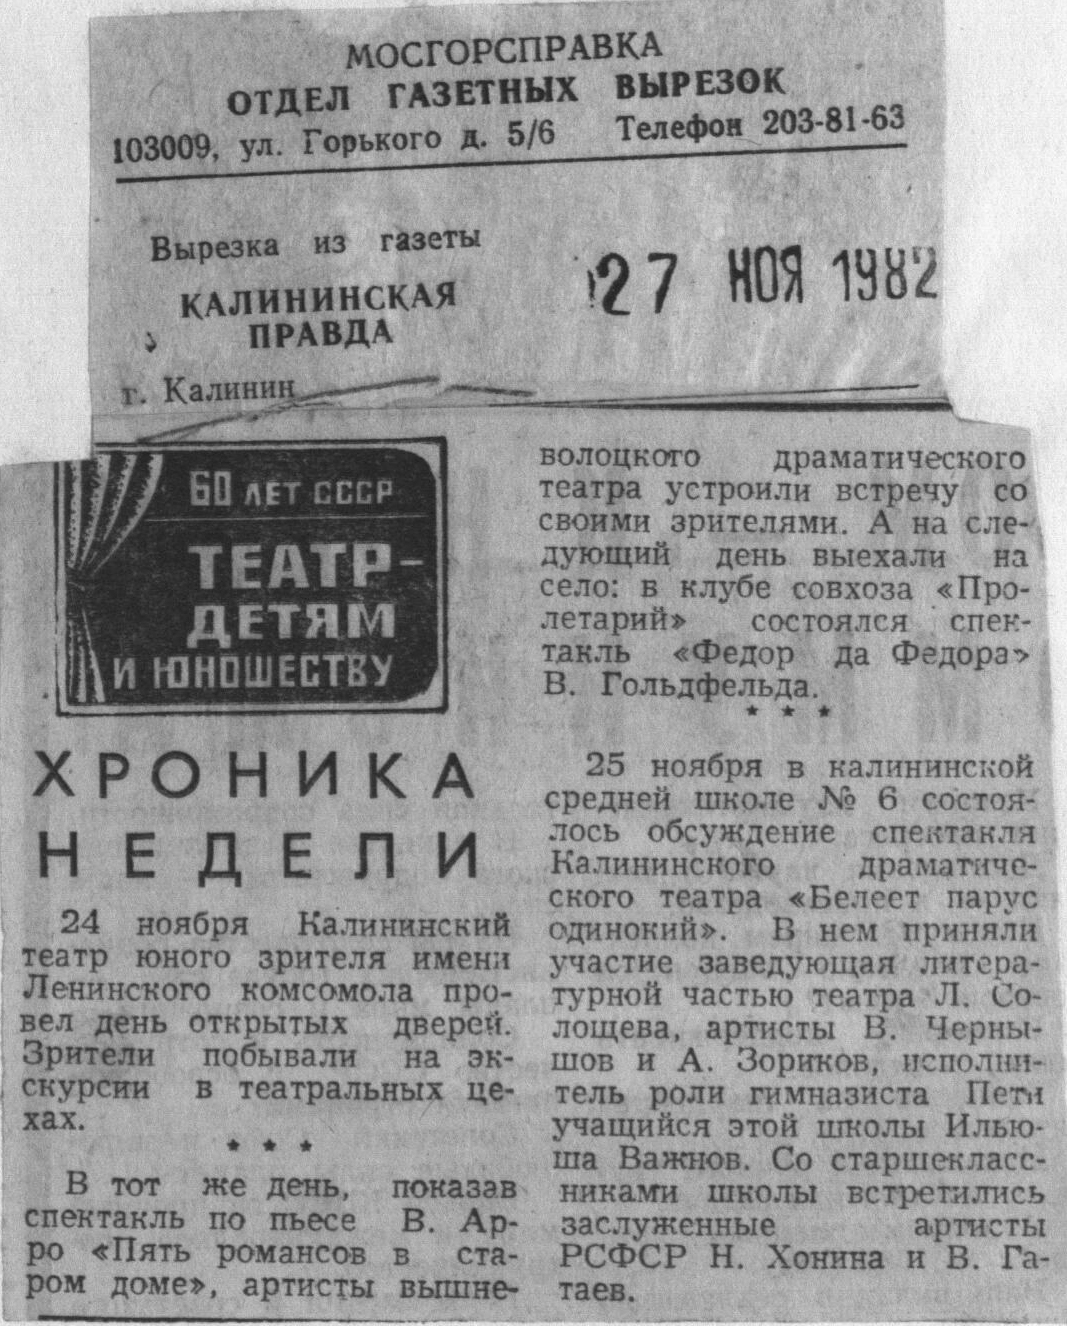 МОСГОРСПРАВКА
ОТДЕЛ ГАЗЕТНЫХ ВЫРЕЗОК
103009, ул. Горького д. 5/6 Телефон 203-81-63
Вырезка из газеты
КАЛИНИНСКАЯ
ПРАВДА
г. Калинин
27 НОЯ 1982
60 ЛЕТ СССР
ТЕАТР-
ДЕТЯМ
И ЮНОШЕСТВУ
ХРОНИКА
НЕДЕЛИ
24 ноября Калининский
театр юного зрителя имени
Ленинского комсомола про-
вел день открытых дверей.
Зрители побывали на эк-
скурсии в театральных це-
хах.
* * *
В тот же день, показав
спектакль по пьесе В. Ар-
ро «Пять романсов в ста-
ром доме», артисты вышне-
волоцкого драматического
театра устроили встречу со
своими зрителями. А на сле-
дующий день выехали на
село: в клубе совхоза «Про-
летарий» состоялся спек-
такль «Федор да Федора»
В. Гольдфельда.
* * *
25 ноября в калининской
средней школе № 6 состоя-
лось обсуждение спектакля
Калининского драматиче-
ского театра «Белеет парус
одинокий». В нем приняли
участие заведующая литера-
турной частью театра Л. Со-
лощева, артисты В. Черны-
шов и А. Зориков, исполни-
тель роли гимназиста Пети
учащийся этой школы Илью-
ша Важнов. Со старшекласс-
никами школы встретились
заслуженные артисты
РСФСР Н. Хонина и В. Га-
таев.